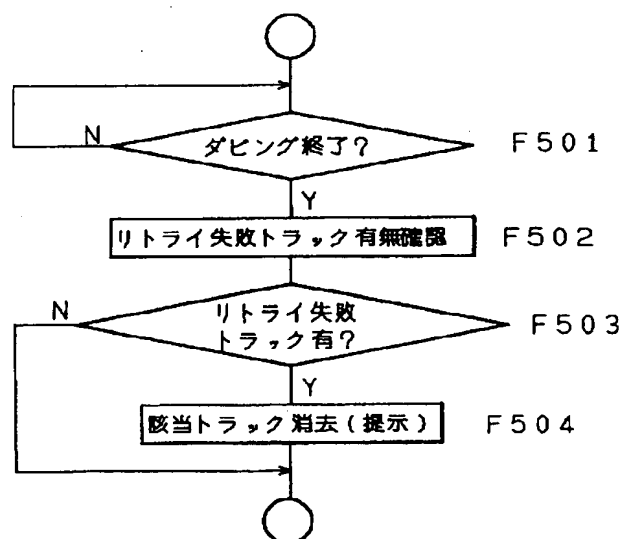 N
ダビング終了？
F501
Y
リトライ失敗トラック有無確認
F502
N
リトライ失敗
トラック有？
F503
Y
該当トラック消去(提示)
F504